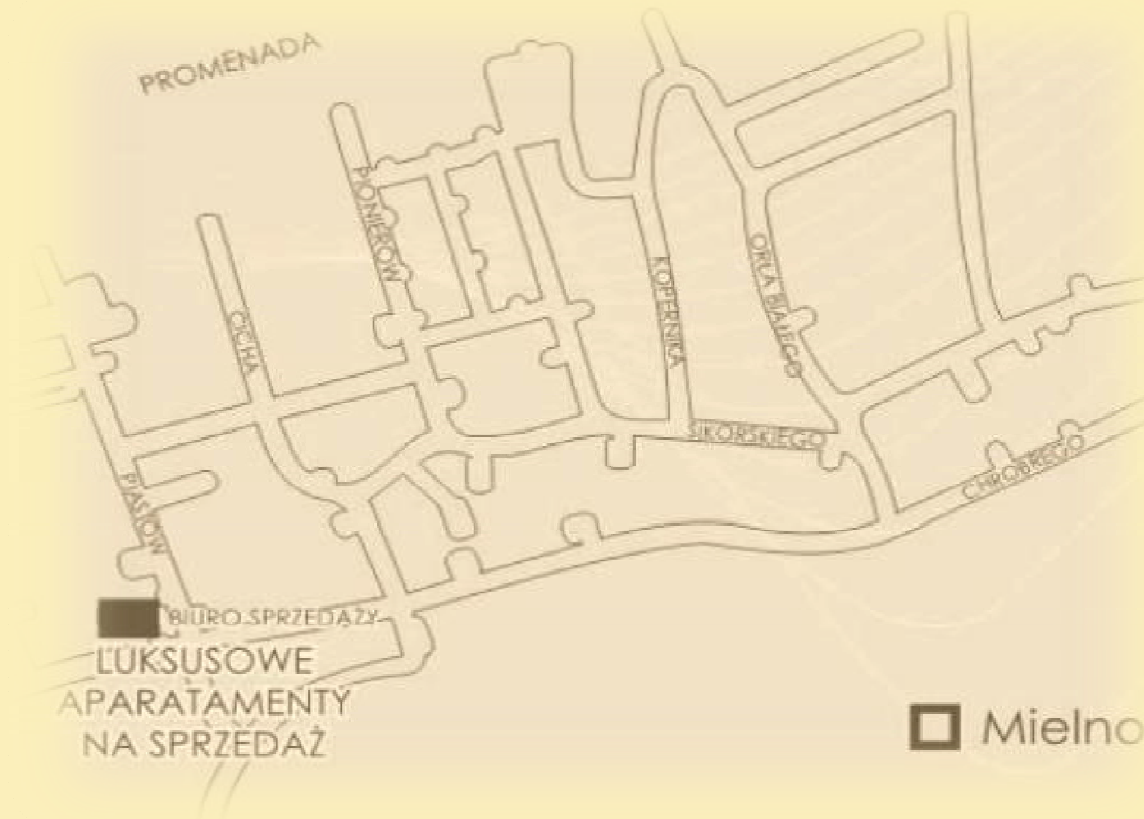 PROMENADA
PIONIERÓW
CICHA
KOPERNIKA
ORŁA BIAŁEGO
SIKORSKIEGO
CHROBREGO
PIASTÓW
BIURO SPRZEDAŻY
LUKSUSOWE
APARATAMENTY
NA SPRZEDAŻ
Mielno